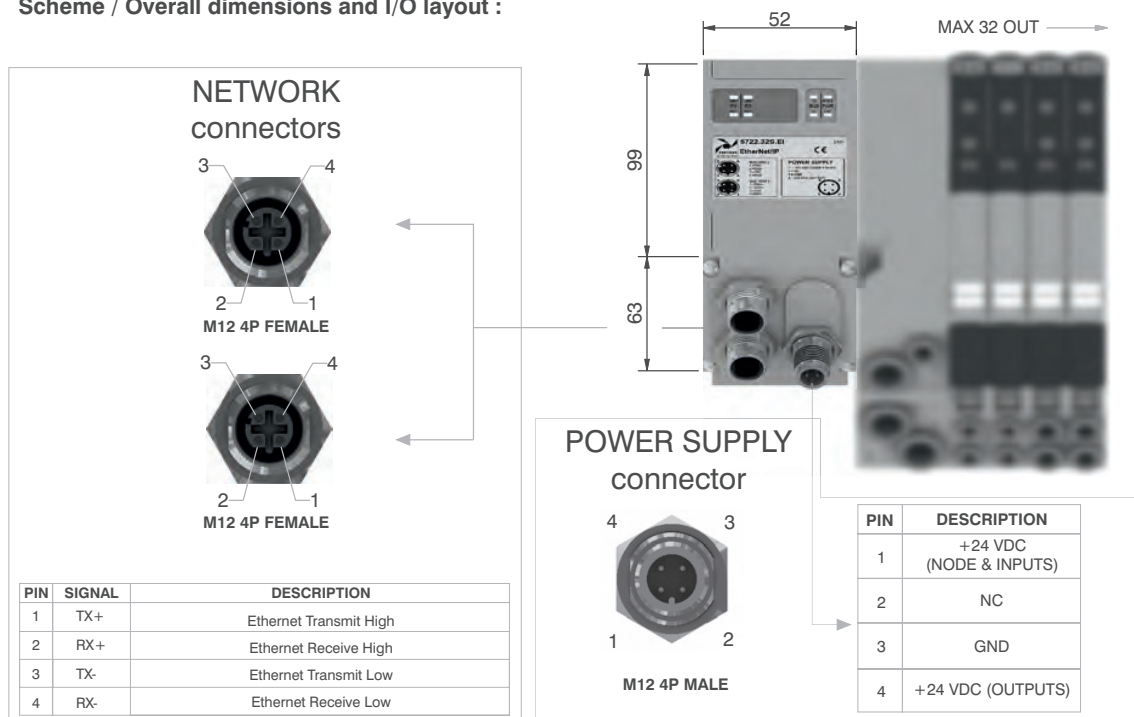 Scheme / Overall dimensions and I/O layout :
NETWORK
connectors
3
4
2
1
M12 4P FEMALE
3
4
2
1
M12 4P FEMALE
PIN SIGNAL DESCRIPTION
1 TX+ Ethernet Transmit High
2 RX+ Ethernet Receive High
3 TX- Ethernet Transmit Low
4 RX- Ethernet Receive Low
52
MAX 32 OUT
99
63
5722.32S.EI
EtherNet/IP
CE
POWER SUPPLY
POWER SUPPLY
connector
4
3
1
2
M12 4P MALE
PIN DESCRIPTION
1 +24 VDC
(NODE & INPUTS)
2 NC
3 GND
4 +24 VDC (OUTPUTS)